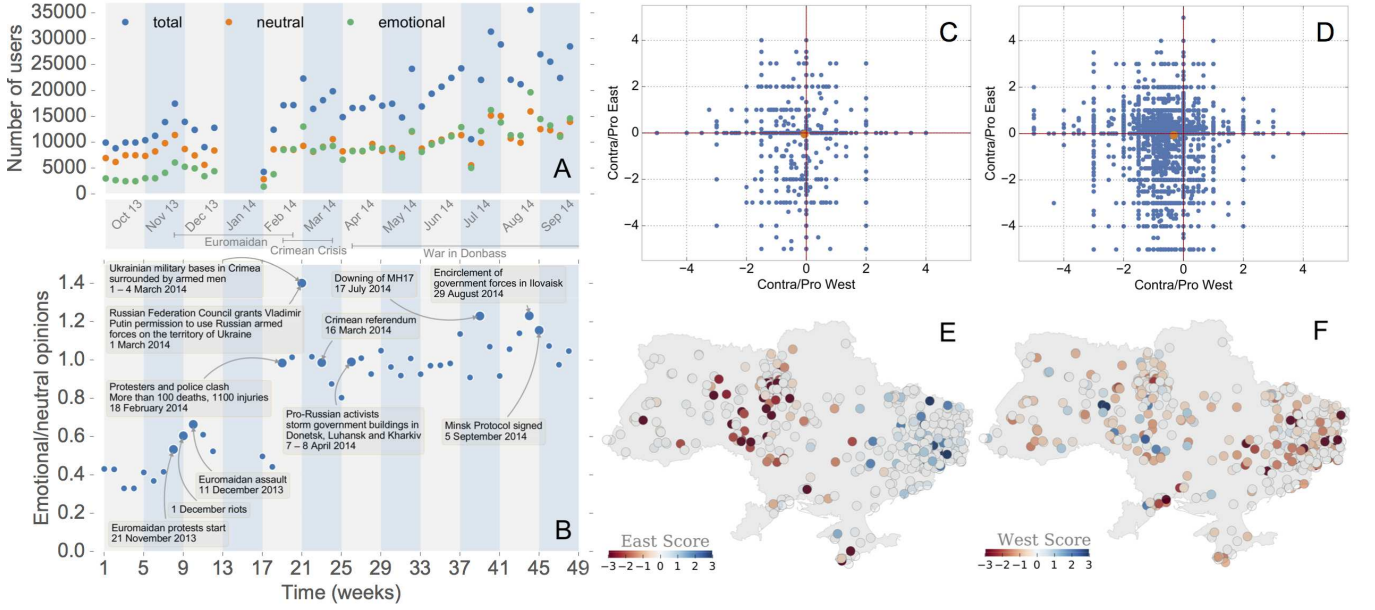 total neutral emotional
Number of users
35000
30000
25000
20000
15000
10000
5000
0
A
Oct 13 Nov 13 Dec 13 Jan 14 Feb 14 Mar 14 Apr 14 May 14 Jun 14 Jul 14 Aug 14 Sep 14
Euromaidan
Crimean Crisis
War in Donbass
Emotional/neutral opinions
1.4
1.2
1.0
0.8
0.6
0.4
0.2
0.0
Ukrainian military bases in Crimea
surrounded by armed men
1 – 4 March 2014
Russian Federation Council grants Vladimir
Putin permission to use Russian armed
forces on the territory of Ukraine
1 March 2014
Protesters and police clash
More than 100 deaths, 1100 injuries
18 February 2014
Downing of MH17
17 July 2014
Encirclement of
government forces in Ilovaisk
29 August 2014
Crimean referendum
16 March 2014
Pro-Russian activists
storm government buildings in
Donetsk, Luhansk and Kharkiv
7 – 8 April 2014
Minsk Protocol signed
5 September 2014
Euromaidan assault
11 December 2013
1 December riots
Euromaidan protests start
21 November 2013
B
1 5 9 13 17 21 25 29 33 37 41 45 49
Time (weeks)
C
Contra/Pro East
4
2
0
−2
−4
−4 −2 0 2 4
Contra/Pro West
D
Contra/Pro East
4
2
0
−2
−4
−4 −2 0 2 4
Contra/Pro West
E
East Score
−3 −2 −1 0 1 2 3
F
West Score
−3 −2 −1 0 1 2 3